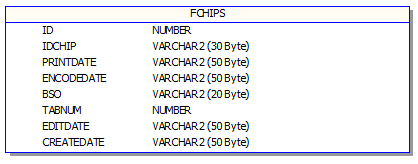 FCHIPS
ID NUMBER
IDCHIP VARCHAR2 (30 Byte)
PRINTDATE VARCHAR2 (50 Byte)
ENCODEDATE VARCHAR2 (50 Byte)
BSO VARCHAR2 (20 Byte)
TABNUM NUMBER
EDITDATE VARCHAR2 (50 Byte)
CREATEDATE VARCHAR2 (50 Byte)